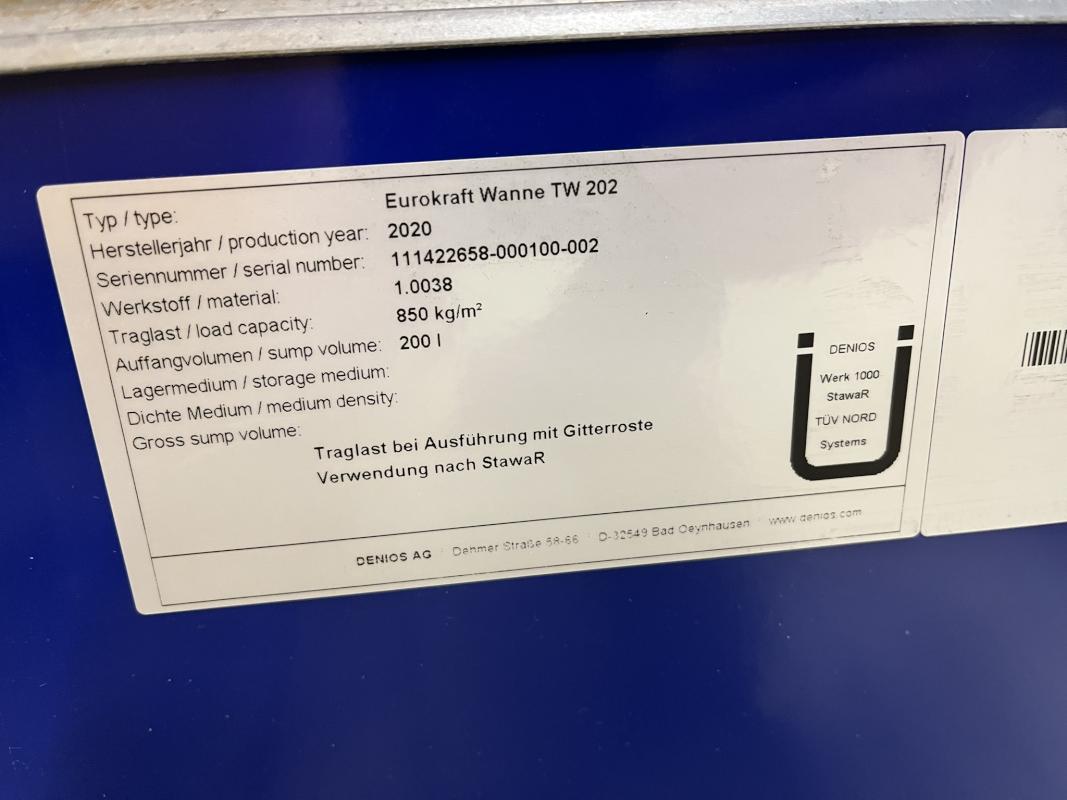 Typ / type: Eurokraft Wanne TW 202
Herstellerjahr / production year: 2020
Seriennummer / serial number: 111422658-000100-002
Werkstoff / material: 1.0038
Traglast / load capacity: 850 kg/m²
Auffangvolumen / sump volume: 200 l
Lagermedium / storage medium:
Dichte Medium / medium density:
Gross sump volume:
Traglast bei Ausführung mit Gitterroste
Verwendung nach StawaR
DENIOS
Werk 1000
StawaR
TÜV NORD
Systems
DENIOS AG · Dehmer Straße 58-66 · D-32549 Bad Oeynhausen · www.denios.com